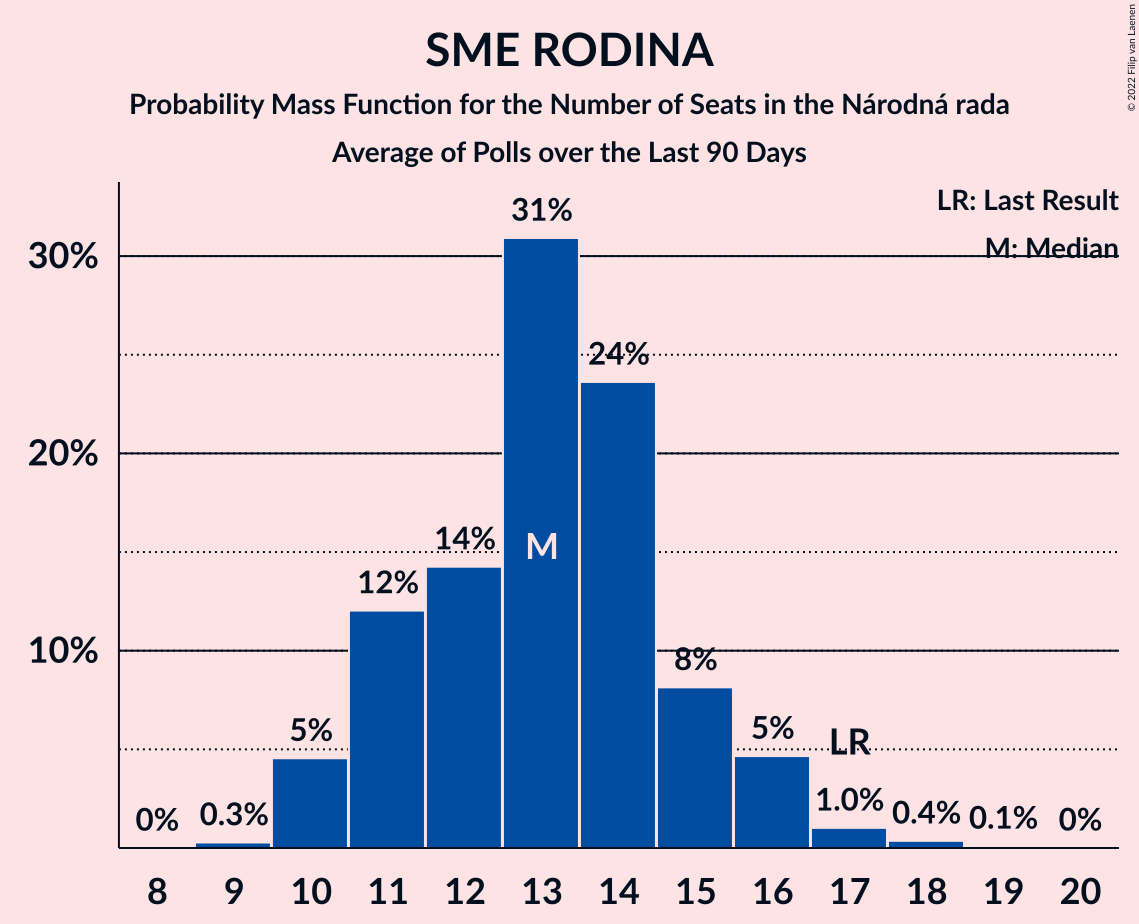 SME RODINA
Probability Mass Function for the Number of Seats in the Národná rada
Average of Polls over the Last 90 Days
© 2022 Filip van Laenen
LR: Last Result
M: Median
30%
20%
10%
0%
0.3%
5%
12%
14%
31%
24%
8%
5%
1.0%
0.4%
0.1%
0%
M
LR
8 9 10 11 12 13 14 15 16 17 18 19 20